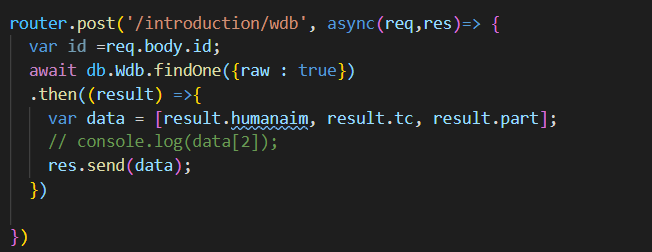 router.post('/introduction/wdb', async(req,res)=> {
  var id =req.body.id;
  await db.Wdb.findOne({raw : true})
  .then((result) =>{
    var data = [result.humanaim, result.tc, result.part];
    // console.log(data[2]);
    res.send(data);
  })
})